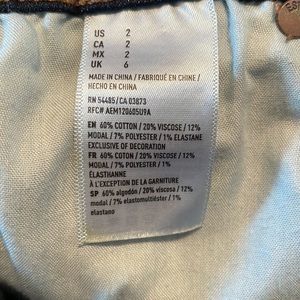 US 2
CA 2
MX 2
UK 6
MADE IN CHINA / FABRIQUÉ EN CHINE /
HECHO EN CHINA
RN 54485/CA 03873
RFC# AEM120605U9A
EN 60% COTTON / 20% VISCOSE / 12%
MODAL / 7% ELASTERELL-P / 1% ELASTANE
EXCLUSIVE OF DECORATION
FR 60% COTON / 20% VISCOSE / 12%
MODAL / 7% / 1%
ÉLASTHANNE
À L'EXCEPTION DE LA GARNITURE
SP 60% algodón / 20% viscosa / 12%
modal / 7% elastomultiéster / 1%
elastano